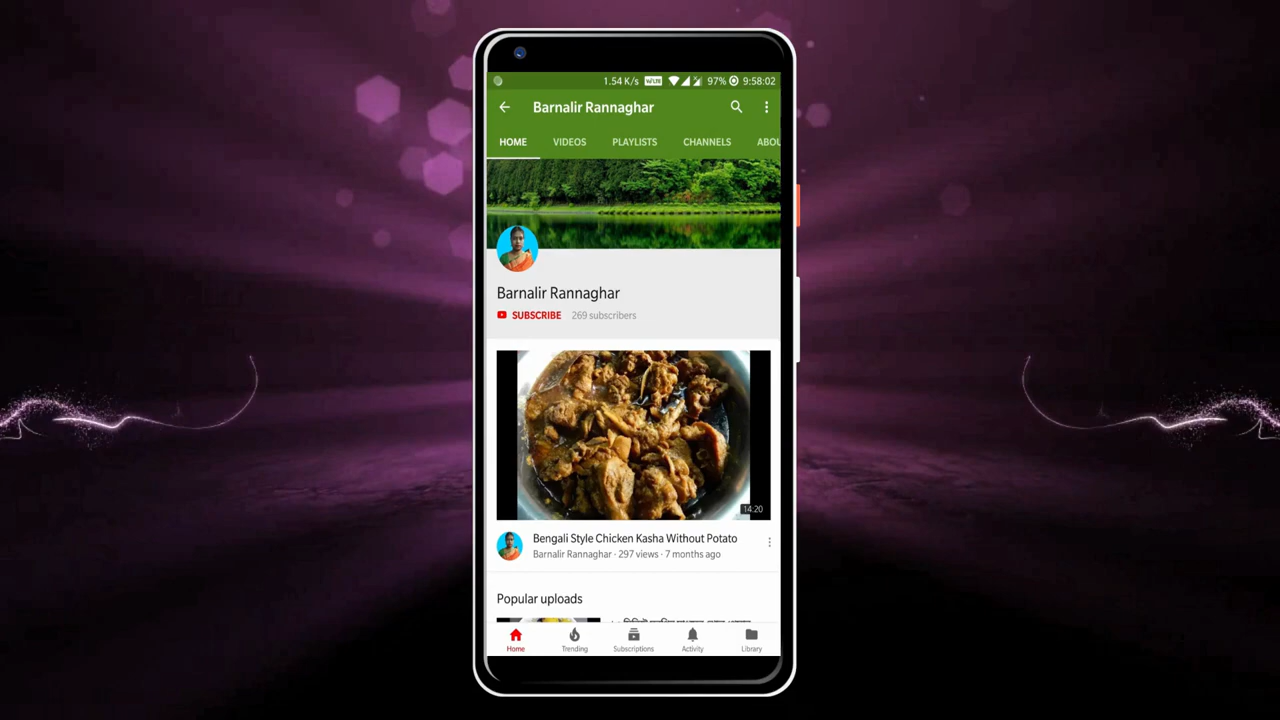 1.54 K/s VoLTE 97% 9:58:02
Barnalir Rannaghar
HOME VIDEOS PLAYLISTS CHANNELS ABOU
Barnalir Rannaghar
SUBSCRIBE 269 subscribers
14:20
Bengali Style Chicken Kasha Without Potato
Barnalir Rannaghar · 297 views · 7 months ago
Popular uploads
Home Trending Subscriptions Activity Library